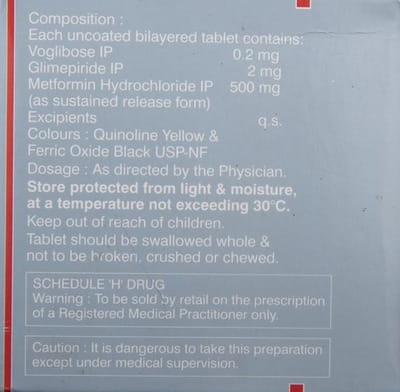 Composition :
Each uncoated bilayered tablet contains:
Voglibose IP 0.2 mg
Glimepiride IP 2 mg
Metformin Hydrochloride IP 500 mg
(as sustained release form)
Excipients q.s.
Colours : Quinoline Yellow &
Ferric Oxide Black USP-NF
Dosage : As directed by the Physician.
Store protected from light & moisture,
at a temperature not exceeding 30°C.
Keep out of reach of children.
Tablet should be swallowed whole &
not to be broken, crushed or chewed.
SCHEDULE 'H' DRUG
Warning : To be sold by retail on the prescription
of a Registered Medical Practitioner only.
Caution : It is dangerous to take this preparation
except under medical supervision.